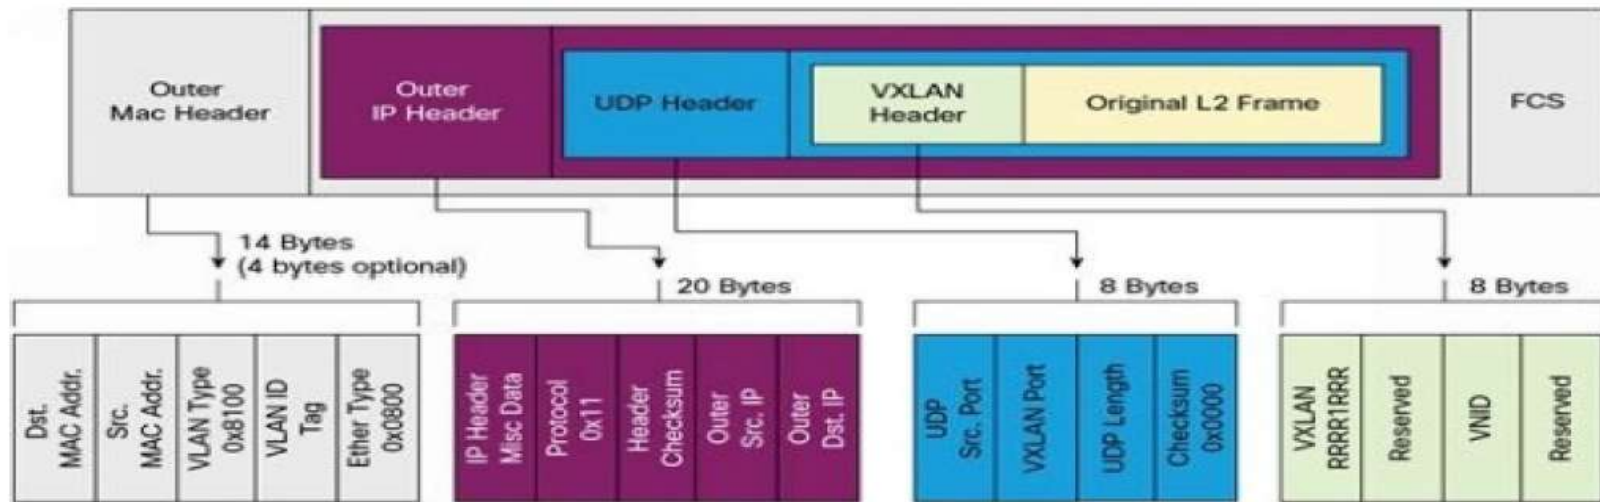 Outer
Mac Header
Outer
IP Header
UDP Header
VXLAN
Header
Original L2 Frame
FCS
14 Bytes
(4 bytes optional)
20 Bytes
8 Bytes
8 Bytes
Dst.
MAC Addr.
Src.
MAC Addr.
VLAN Type
0x8100
VLAN ID
Tag
Ether Type
0x0800
IP Header
Misc Data
Protocol
0x11
Header
Checksum
Outer
Src. IP
Outer
Dst. IP
UDP
Src. Port
VXLAN Port
UDP Length
Checksum
0x0000
VXLAN
RRRR1RRR
Reserved
VNID
Reserved